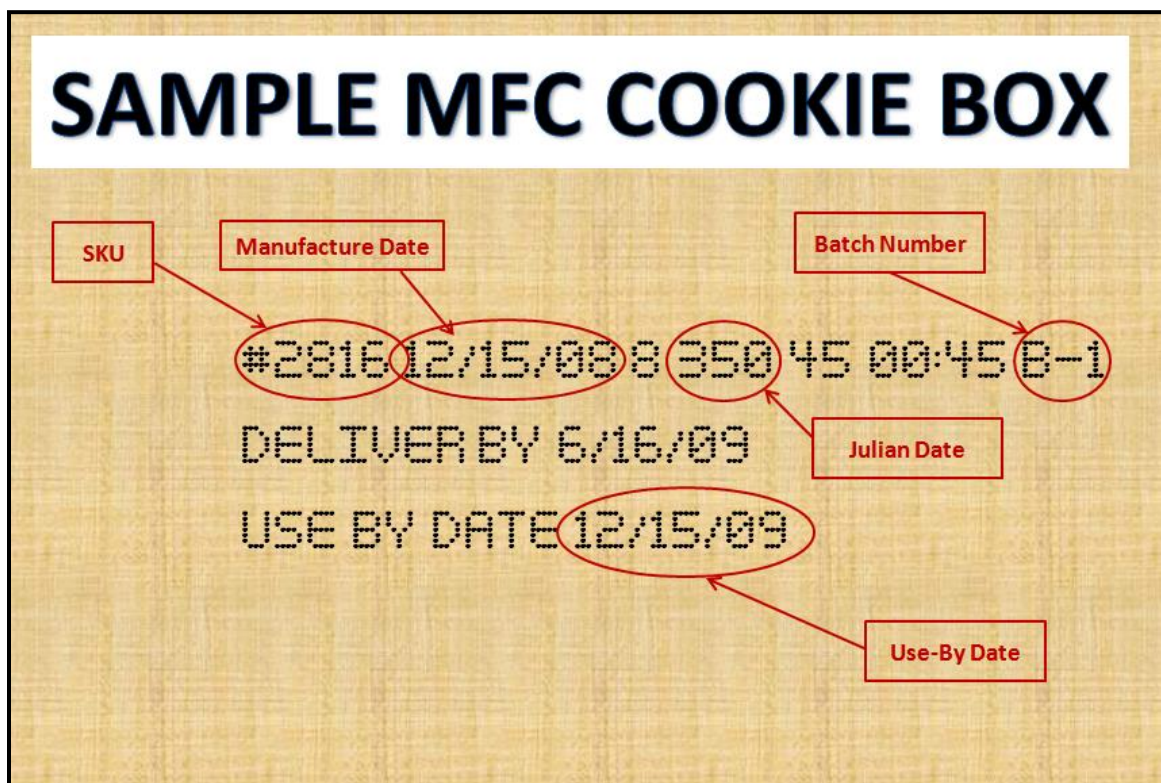 SAMPLE MFC COOKIE BOX
SKU
Manufacture Date
Batch Number
#2816 12/15/08 8 350 45 00:45 B-1
DELIVER BY 6/16/09
Julian Date
USE BY DATE 12/15/09
Use-By Date